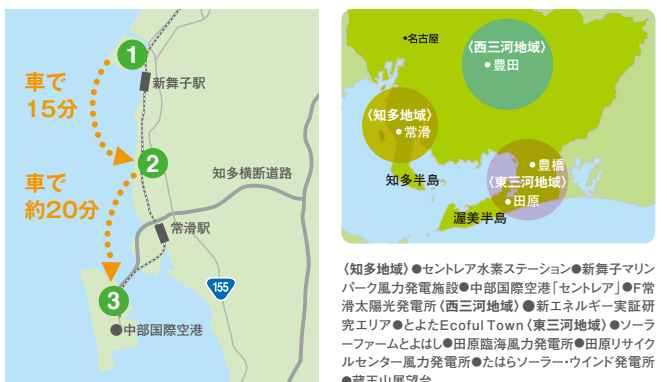 1
新舞子駅
車で
15分
2
知多横断道路
車で
約20分
常滑駅
155
3
●中部国際空港
•名古屋
〈西三河地域〉
●豊田
〈知多地域〉
●常滑
●豊橋
〈東三河地域〉
●田原
知多半島
渥美半島
〈知多地域〉●セントレア水素ステーション●新舞子マリン
パーク風力発電施設●中部国際空港「セントレア」●F常
滑太陽光発電所〈西三河地域〉●新エネルギー実証研
究エリア●とよたEcoful Town〈東三河地域〉●ソーラ
ーファームとよはし●田原臨海風力発電所●田原リサイク
ルセンター風力発電所●たはらソーラー・ウインド発電所
●蔵王山展望台